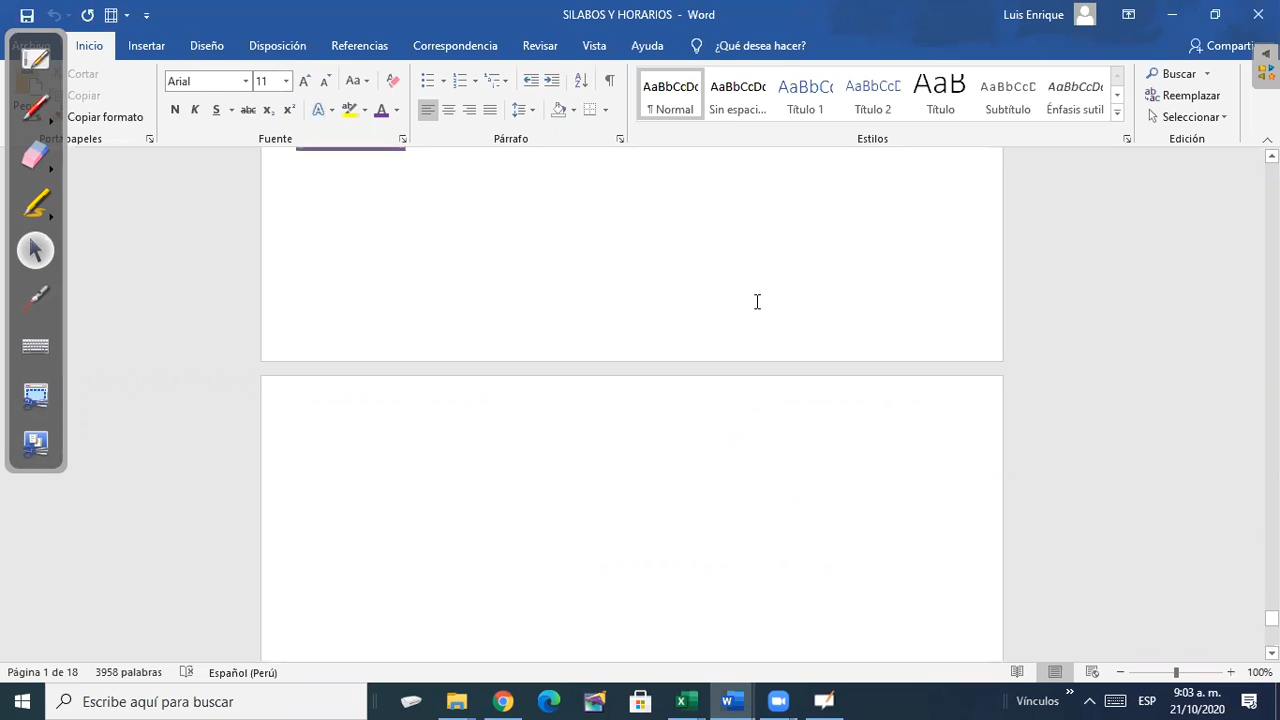 SILABOS Y HORARIOS - Word
Luis Enrique
Archivo
Inicio
Insertar
Diseño
Disposición
Referencias
Correspondencia
Revisar
Vista
Ayuda
¿Qué desea hacer?
Compartir
Cortar
Copiar
Copiar formato
Portapapeles
Arial
11
Fuente
Párrafo
AaBbCcDc
¶ Normal
AaBbCcDc
Sin espaci...
AaBbCc
Título 1
AaBbCcD
Título 2
AaB
Título
AaBbCcD
Subtítulo
AaBbCcDc
Énfasis sutil
Estilos
Buscar
Reemplazar
Seleccionar
Edición
Página 1 de 18
3958 palabras
Español (Perú)
100%
Escribe aquí para buscar
Vínculos
ESP
9:03 a. m.
21/10/2020